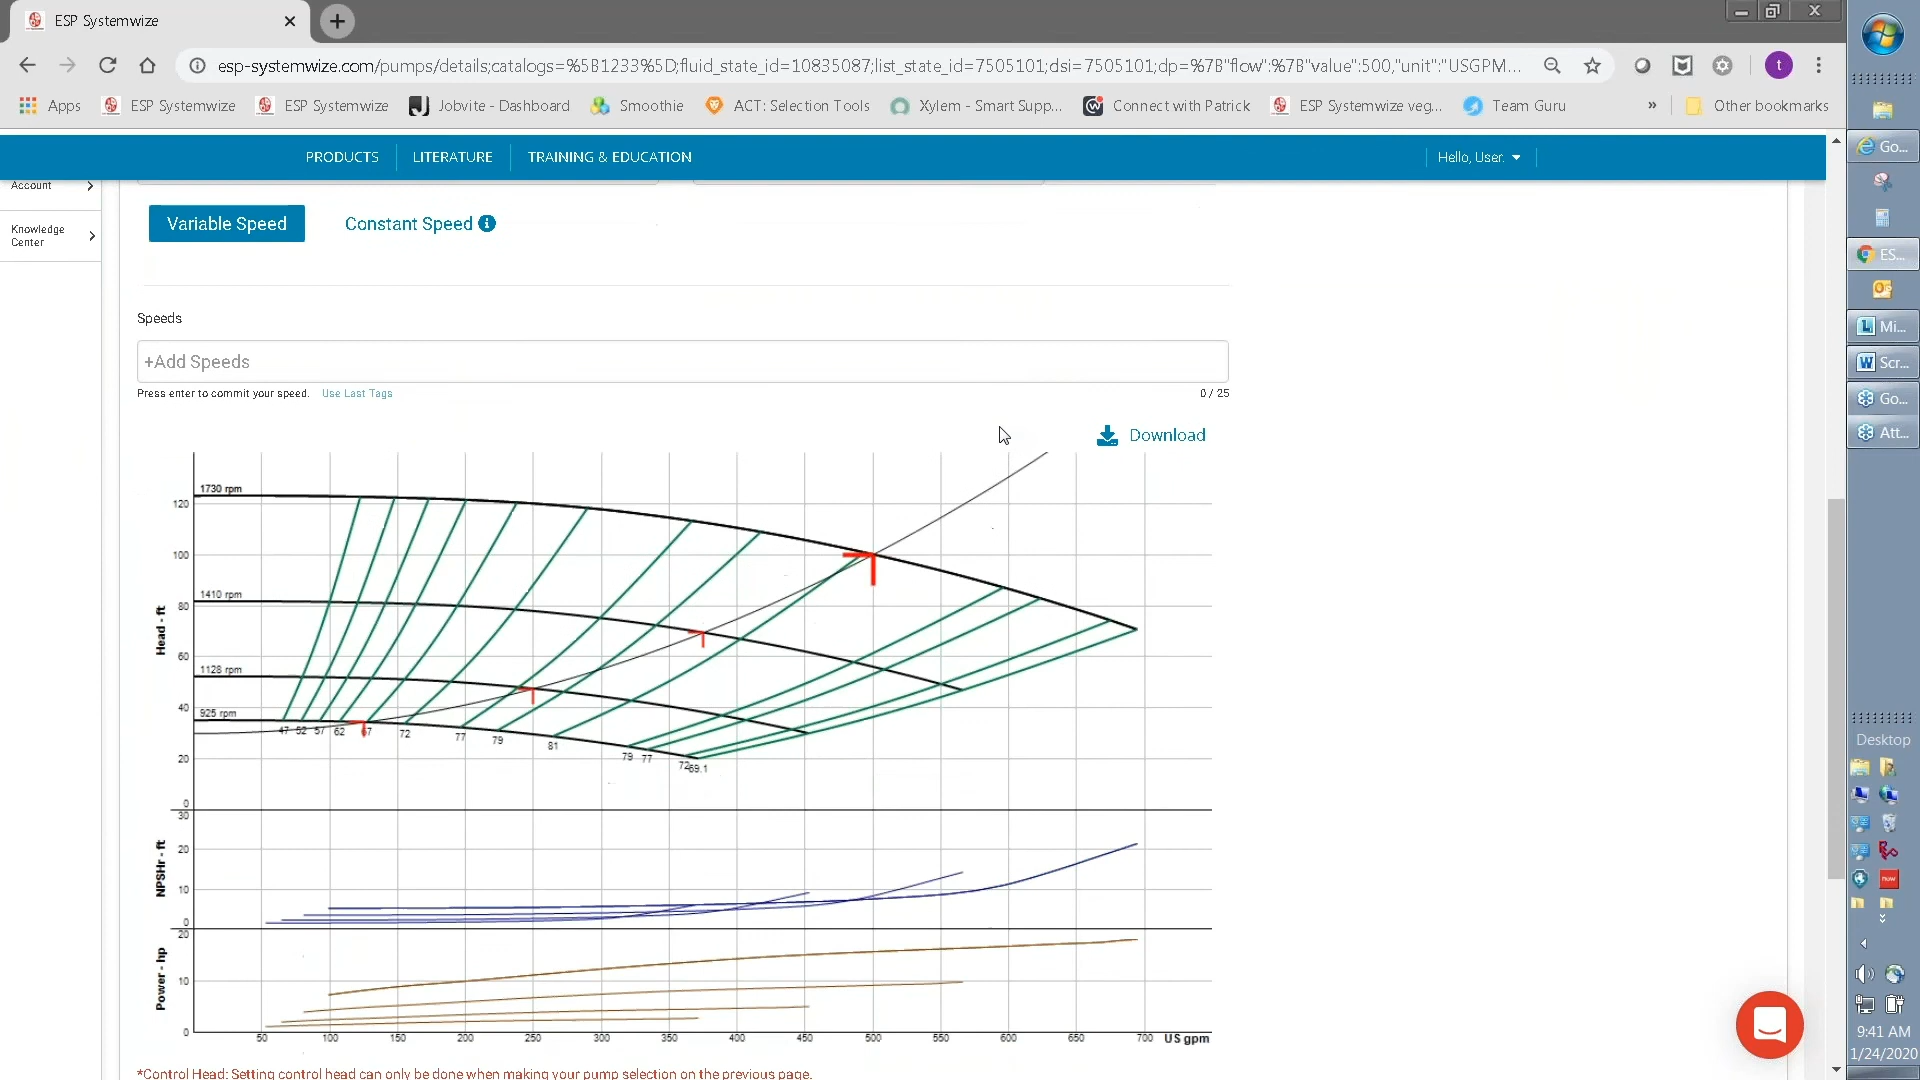 ESP Systemwize
esp-systemwize.com/pumps/details;catalogs=%5B1233%5D;fluid_state_id=10835087;list_state_id=7505101;dsi=7505101;dp=%7B"flow":%7B"value":500,"unit":"USGPM...
t
Apps ESP Systemwize ESP Systemwize Jobvite - Dashboard Smoothie ACT: Selection Tools Xylem - Smart Supp... Connect with Patrick ESP Systemwize veg... Team Guru » Other bookmarks
PRODUCTS LITERATURE TRAINING & EDUCATION Hello, User.
Account
Knowledge
Center
Variable Speed Constant Speed
Speeds
+Add Speeds
Press enter to commit your speed. Use Last Tags 0 / 25
Download
1730 rpm
120
100
1410 rpm
80
Head - ft
60
1128 rpm
40
925 rpm
47 52 57 62 67 72 77 79 81 79 77 72 69.1
20
0
30
20
NPSHr - ft
10
0
20
Power - hp
10
0
50 100 150 200 250 300 350 400 450 500 550 600 650 700 US gpm
*Control Head: Setting control head can only be done when making your pump selection on the previous page.
Go...
ES...
Mi...
Scr...
Go...
Att...
Desktop
now
9:41 AM
1/24/2020